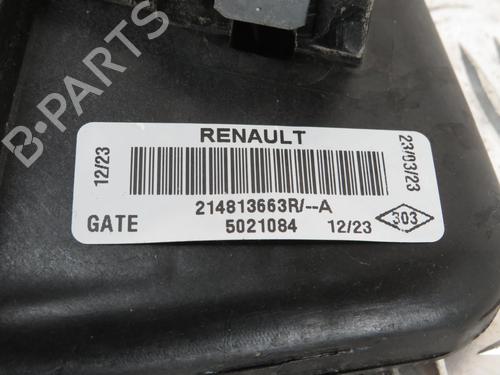 B-PARTS
RENAULT
12/23
23/03/23
214813663R/--A
GATE
5021084
12/23
303